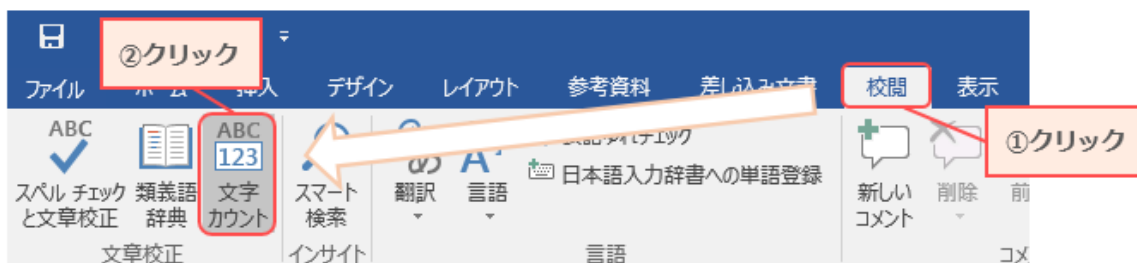 ②クリック
ファイル
デザイン
レイアウト
参考資料
校閲
表示
①クリック
ABC
スペル チェック
と文章校正
類義語
辞典
ABC
123
文字
カウント
スマート
検索
翻訳
言語
日本語入力辞書への単語登録
新しい
コメント
削除
前
文章校正
インサイト
言語
コメ